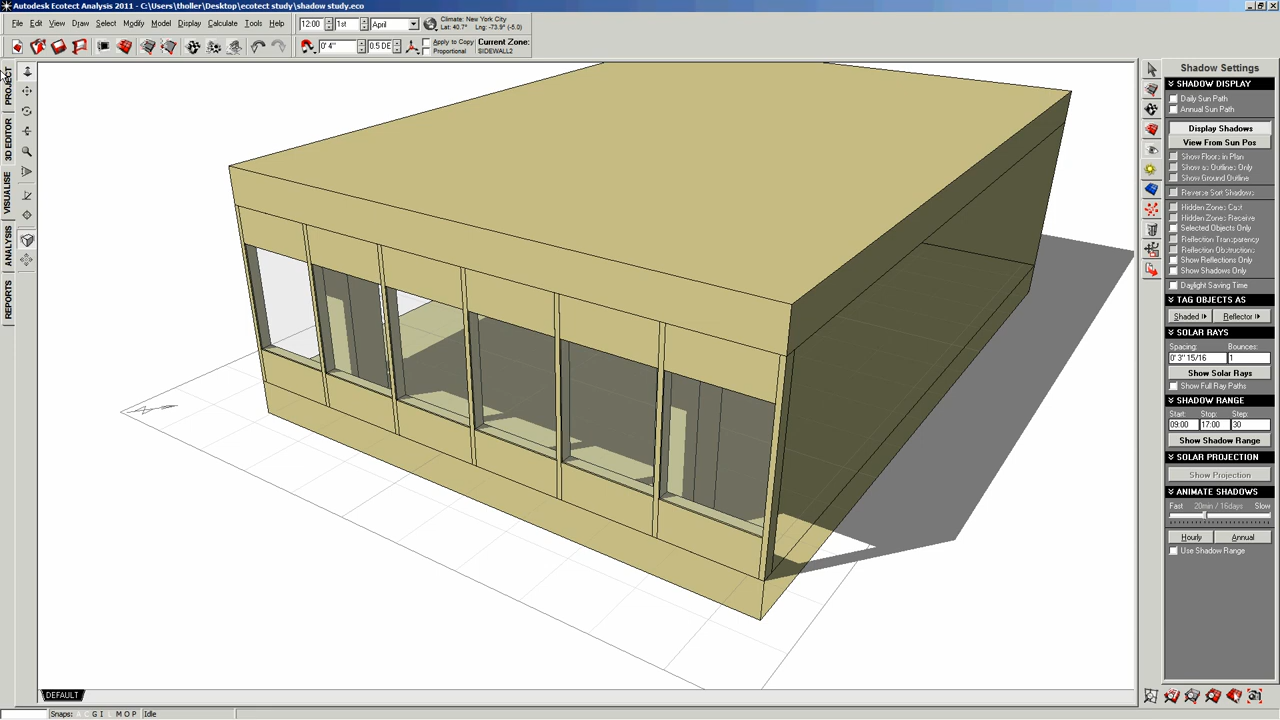 Autodesk Ecotect Analysis 2011 - C:\Users\tholler\Desktop\ecotect study\shadow study.eco
File Edit View Draw Select Modify Model Display Calculate Tools Help
12:00 1st April
Climate: New York City
Lat: 40.7° Lng: -73.9° (-5.0)
0' 4" 0.5 DE
Apply to Copy
Proportional
Current Zone:
SIDEWALL2
PROJECT
3D EDITOR
VISUALISE
ANALYSIS
REPORTS
Shadow Settings
SHADOW DISPLAY
Daily Sun Path
Annual Sun Path
Display Shadows
View From Sun Pos
Show Floors in Plan
Show as Outlines Only
Show Ground Outline
Reverse Sort Shadows
Hidden Zones Cast
Hidden Zones Receive
Selected Objects Only
Reflection Transparency
Reflection Obstructions
Show Reflections Only
Show Shadows Only
Daylight Saving Time
TAG OBJECTS AS
Shaded Reflector
SOLAR RAYS
Spacing: Bounces:
0' 3" 15/16 1
Show Solar Rays
Show Full Ray Paths
SHADOW RANGE
Start: Stop: Step:
09:00 17:00 30
Show Shadow Range
SOLAR PROJECTION
Show Projection
ANIMATE SHADOWS
Fast 20min / 16days Slow
Hourly Annual
Use Shadow Range
DEFAULT
Snaps: G I M O P Idle